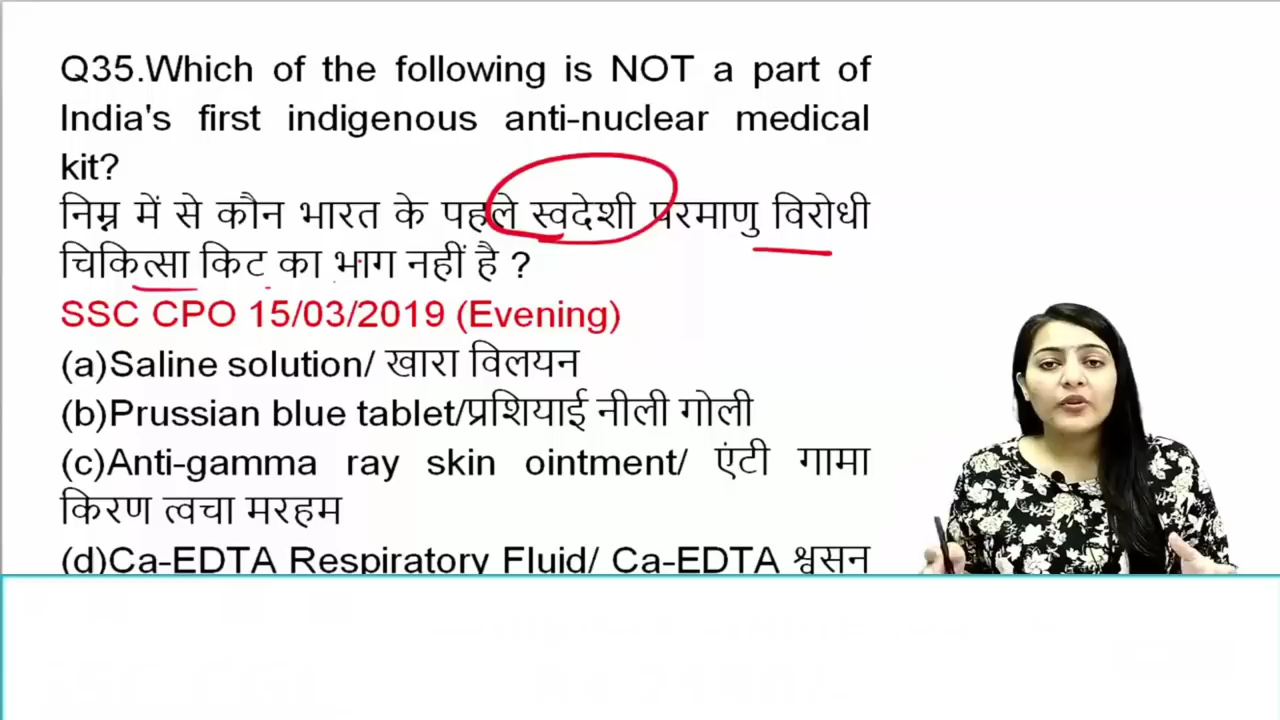 Q35.Which of the following is NOT a part of
India's first indigenous anti-nuclear medical
kit?
निम्न में से कौन भारत के पहले स्वदेशी परमाणु विरोधी
चिकित्सा किट का भाग नहीं है ?
SSC CPO 15/03/2019 (Evening)
(a)Saline solution/ खारा विलयन
(b)Prussian blue tablet/प्रशियाई नीली गोली
(c)Anti-gamma ray skin ointment/ एंटी गामा
किरण त्वचा मरहम
(d)Ca-EDTA Respiratory Fluid/ Ca-EDTA श्वसन